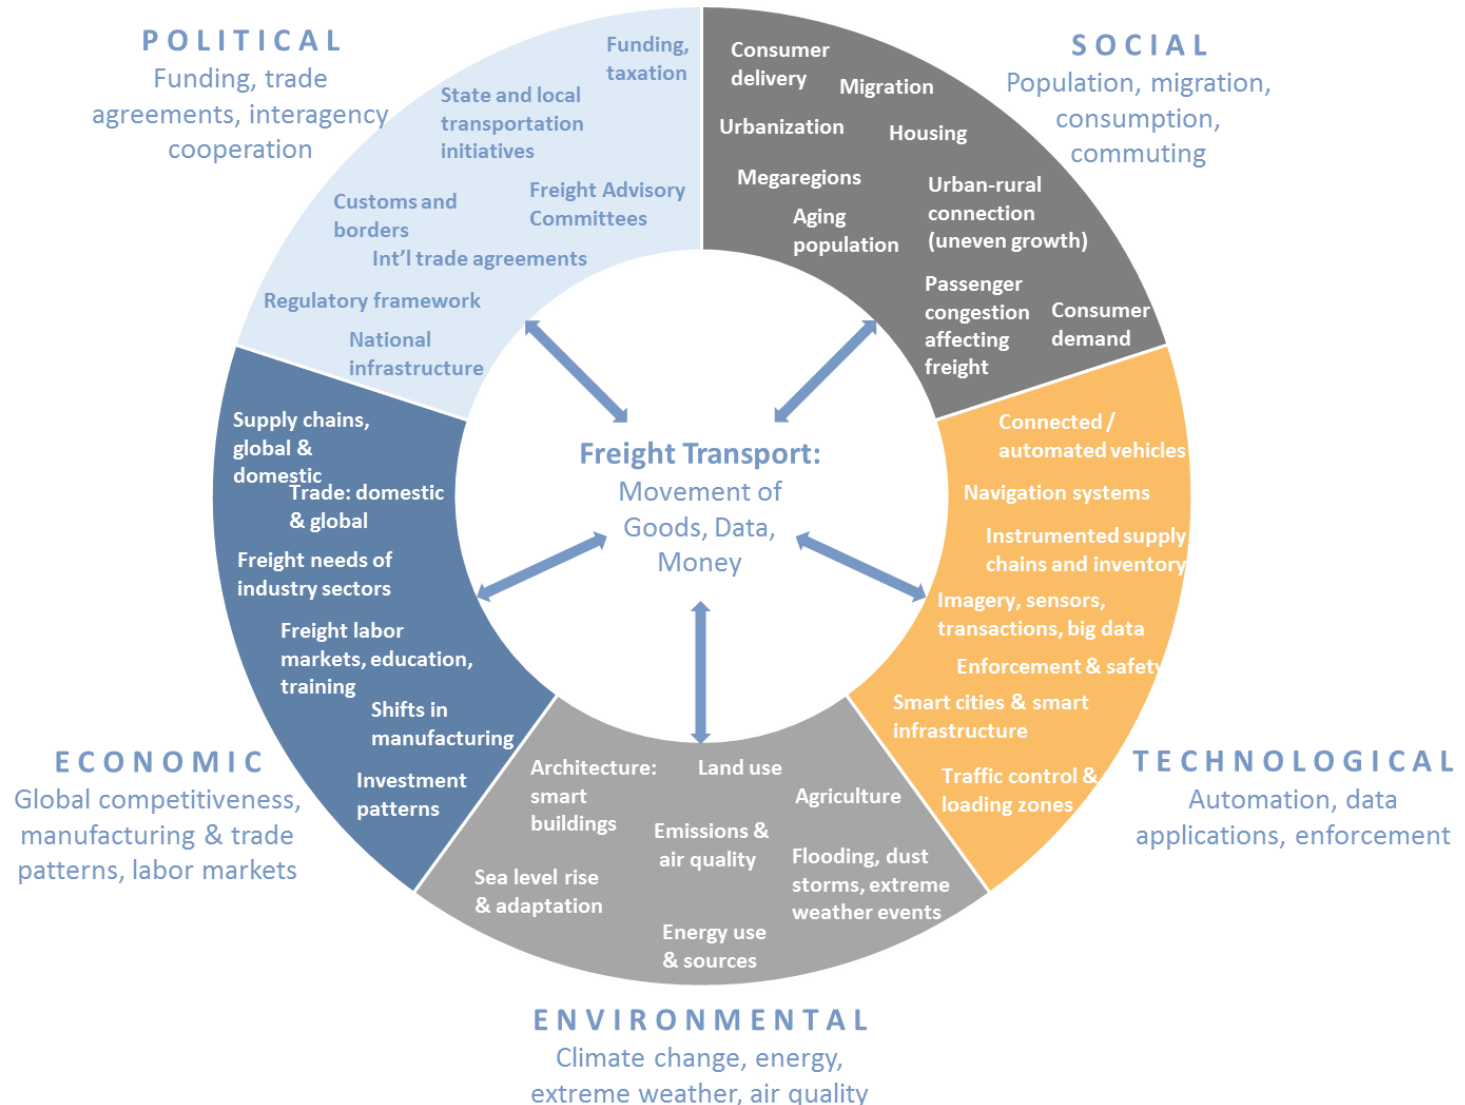 POLITICAL
Funding, trade
agreements, interagency
cooperation
Funding,
taxation
State and local
transportation
initiatives
Freight Advisory
Committees
Customs and
borders
Int'l trade agreements
Regulatory framework
National
infrastructure
SOCIAL
Population, migration,
consumption,
commuting
Consumer
delivery
Migration
Urbanization
Housing
Megaregions
Urban-rural
connection
(uneven growth)
Aging
population
Passenger
congestion
affecting
freight
Consumer
demand
Freight Transport:
Movement of
Goods, Data,
Money
Supply chains,
global &
domestic
Trade: domestic
& global
Freight needs of
industry sectors
Freight labor
markets, education,
training
Shifts in
manufacturing
Investment
patterns
ECONOMIC
Global competitiveness,
manufacturing & trade
patterns, labor markets
Connected /
automated vehicles
Navigation systems
Instrumented supply
chains and inventory
Imagery, sensors,
transactions, big data
Enforcement & safety
Smart cities & smart
infrastructure
Traffic control &
loading zones
TECHNOLOGICAL
Automation, data
applications, enforcement
Architecture:
smart
buildings
Land use
Agriculture
Emissions &
air quality
Flooding, dust
storms, extreme
weather events
Sea level rise
& adaptation
Energy use
& sources
ENVIRONMENTAL
Climate change, energy,
extreme weather, air quality